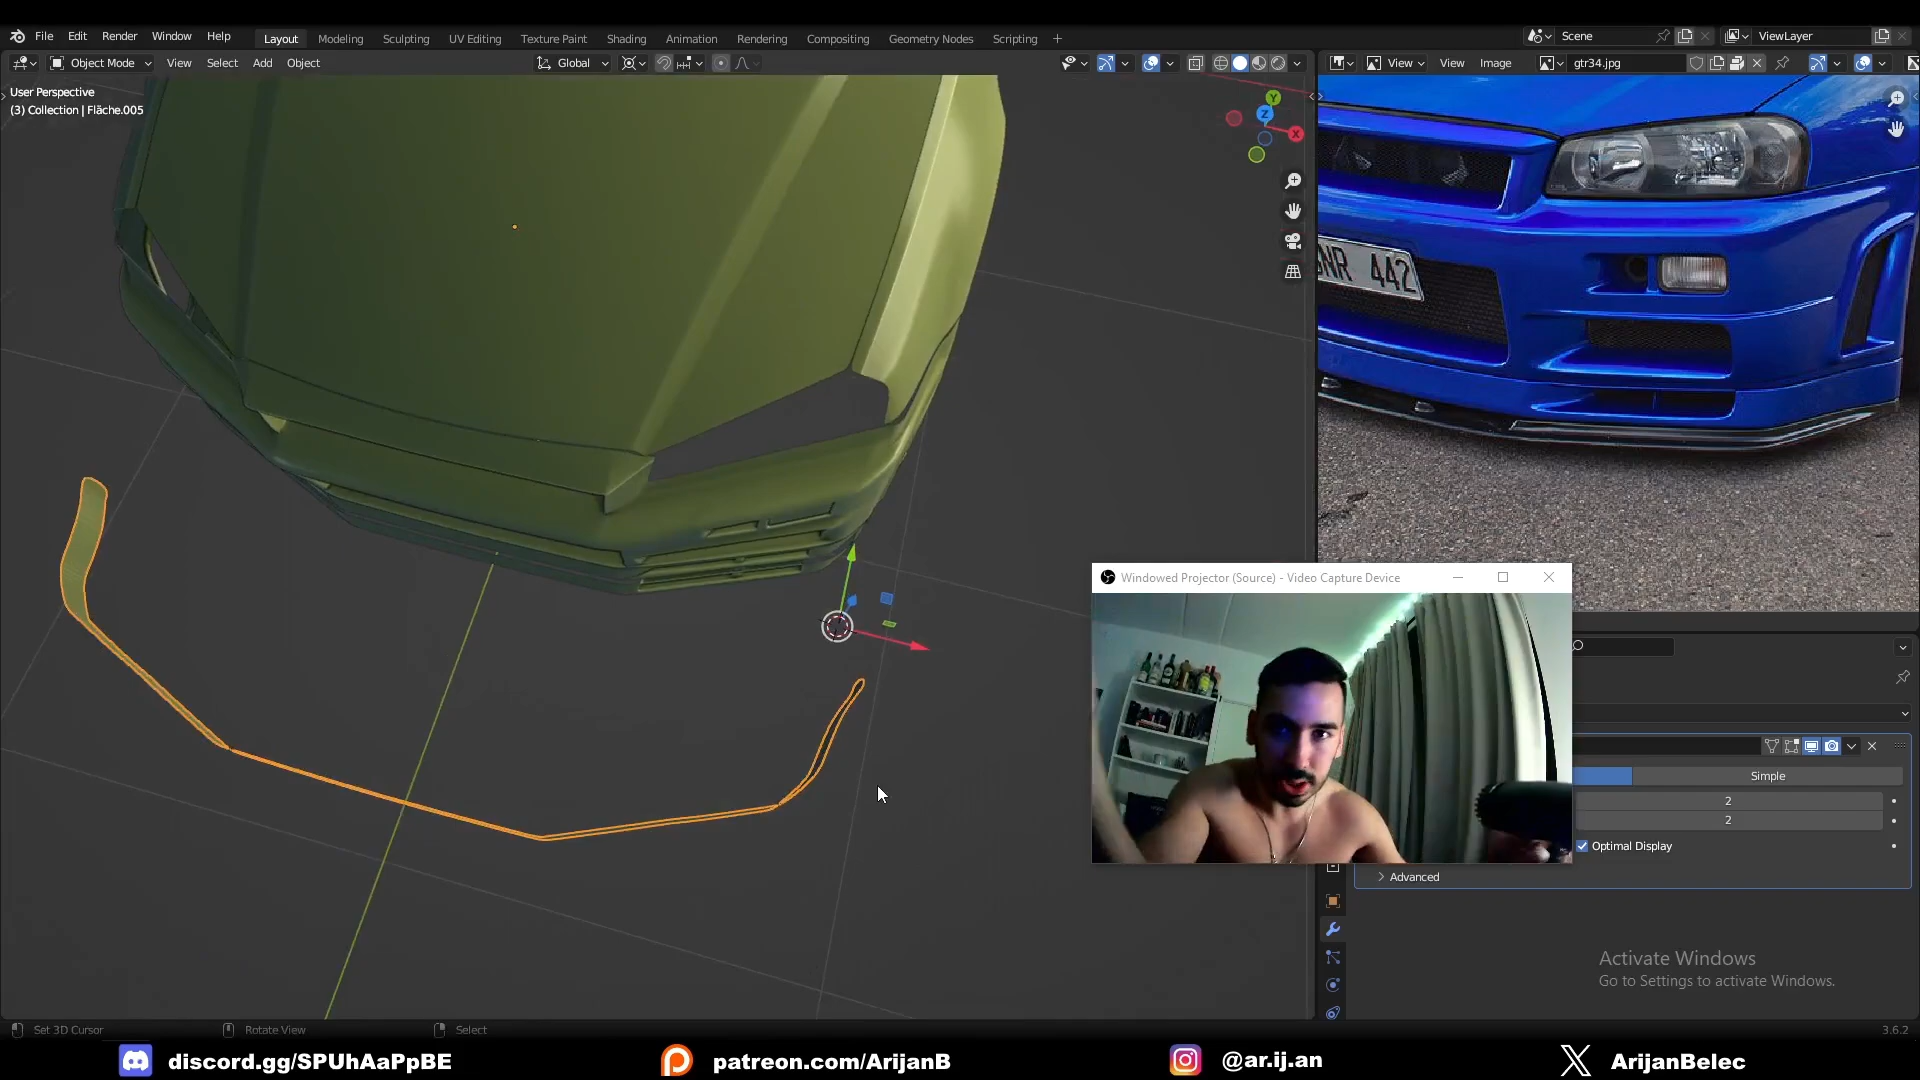 File Edit Render Window Help Layout Modeling Sculpting UV Editing Texture Paint Shading Animation Rendering Compositing Geometry Nodes Scripting + Scene ViewLayer
Object Mode View Select Add Object Global View View Image gtr34.jpg
User Perspective
(3) Collection | Fläche.005
Y
Z
X
NR 442
Windowed Projector (Source) - Video Capture Device
Simple
2
2
Optimal Display
Advanced
Activate Windows
Go to Settings to activate Windows.
Set 3D Cursor Rotate View Select 3.6.2
discord.gg/SPUhAaPpBE patreon.com/ArijanB @ar.ij.an ArijanBelec